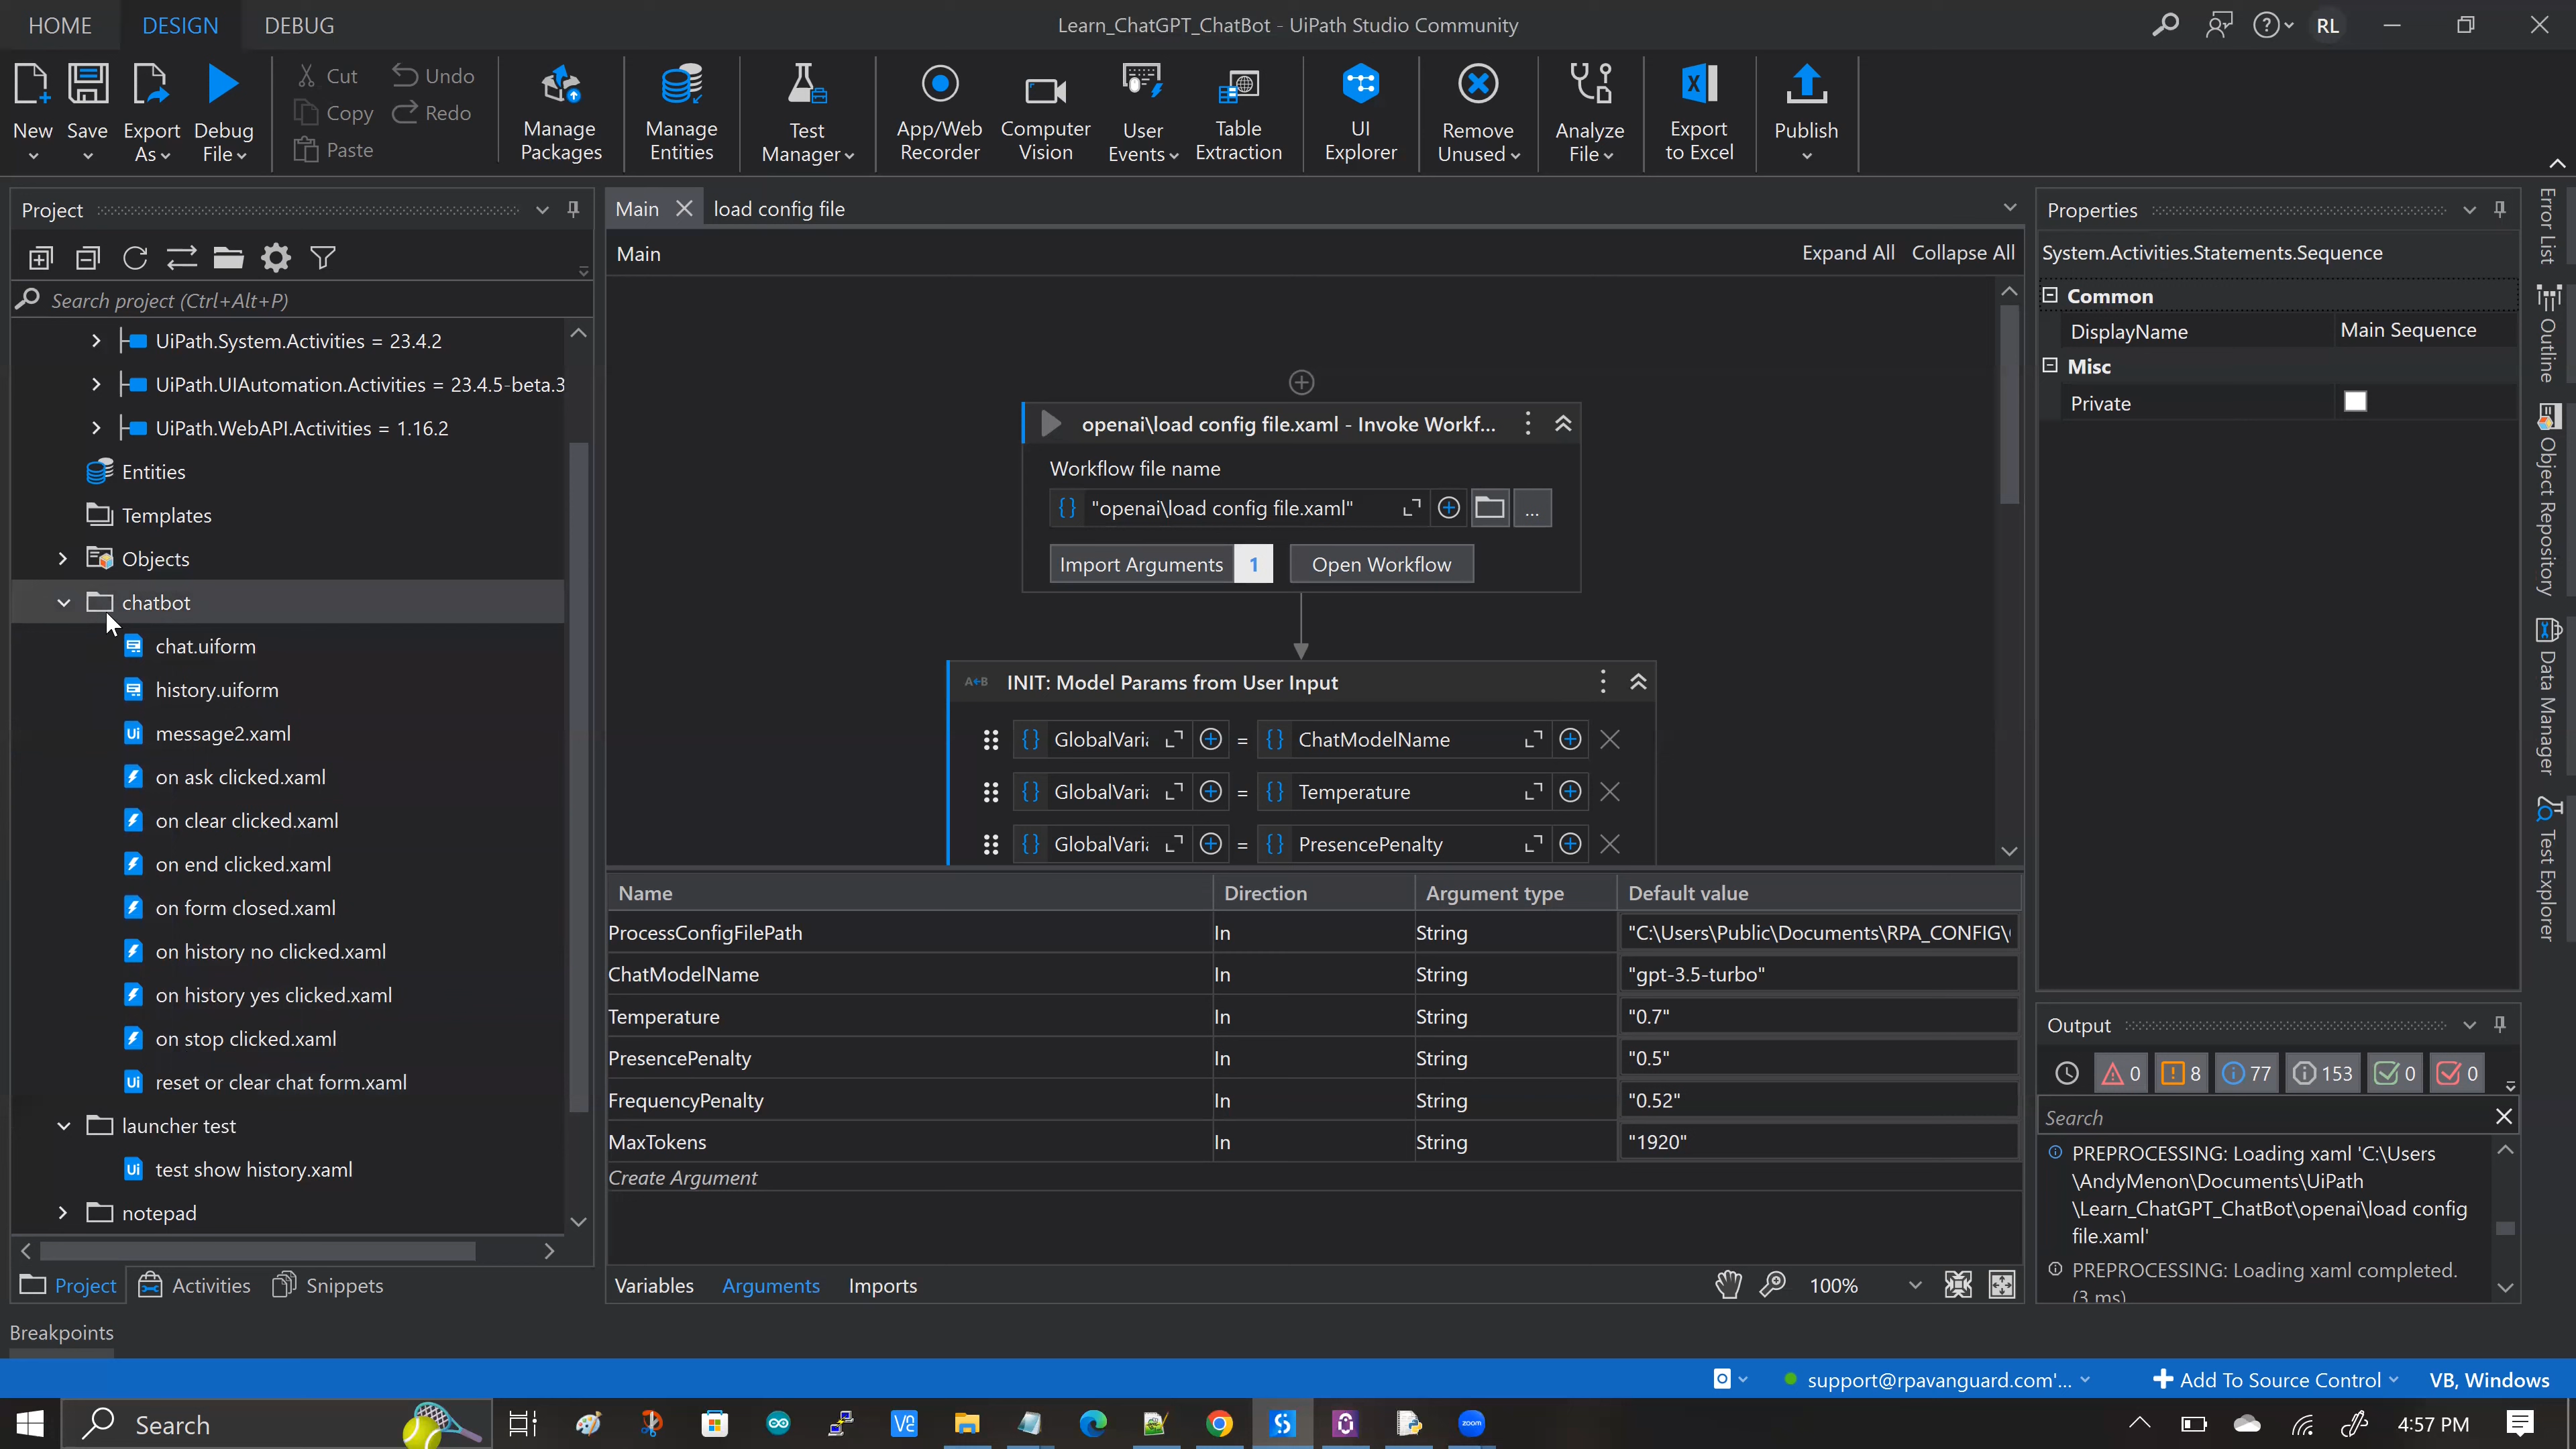 HOME DESIGN DEBUG Learn_ChatGPT_ChatBot - UiPath Studio Community RL
Cut Undo
Copy Redo
Paste
New Save Export As Debug File Manage Packages Manage Entities Test Manager App/Web Recorder Computer Vision User Events Table Extraction UI Explorer Remove Unused Analyze File Export to Excel Publish
Project
Search project (Ctrl+Alt+P)
UiPath.System.Activities = 23.4.2
UiPath.UIAutomation.Activities = 23.4.5-beta.3
UiPath.WebAPI.Activities = 1.16.2
Entities
Templates
Objects
chatbot
chat.uiform
history.uiform
message2.xaml
on ask clicked.xaml
on clear clicked.xaml
on end clicked.xaml
on form closed.xaml
on history no clicked.xaml
on history yes clicked.xaml
on stop clicked.xaml
reset or clear chat form.xaml
launcher test
test show history.xaml
notepad
Project Activities Snippets
Main load config file
Main Expand All Collapse All
openai\load config file.xaml - Invoke Workf...
Workflow file name
"openai\load config file.xaml" ...
Import Arguments 1 Open Workflow
A←B INIT: Model Params from User Input
GlobalVaria = ChatModelName
GlobalVaria = Temperature
GlobalVaria = PresencePenalty
Name Direction Argument type Default value
ProcessConfigFilePath In String "C:\Users\Public\Documents\RPA_CONFIG\
ChatModelName In String "gpt-3.5-turbo"
Temperature In String "0.7"
PresencePenalty In String "0.5"
FrequencyPenalty In String "0.52"
MaxTokens In String "1920"
Create Argument
Variables Arguments Imports 100%
Properties
System.Activities.Statements.Sequence
Common
DisplayName Main Sequence
Misc
Private
Output
0 8 77 153 0 0
Search
PREPROCESSING: Loading xaml 'C:\Users
\AndyMenon\Documents\UiPath
\Learn_ChatGPT_ChatBot\openai\load config
file.xaml'
PREPROCESSING: Loading xaml completed.
(3 ms)
Error List
Outline
Object Repository
Data Manager
Test Explorer
Breakpoints
support@rpavanguard.com'... Add To Source Control VB, Windows
Search zoom 4:57 PM